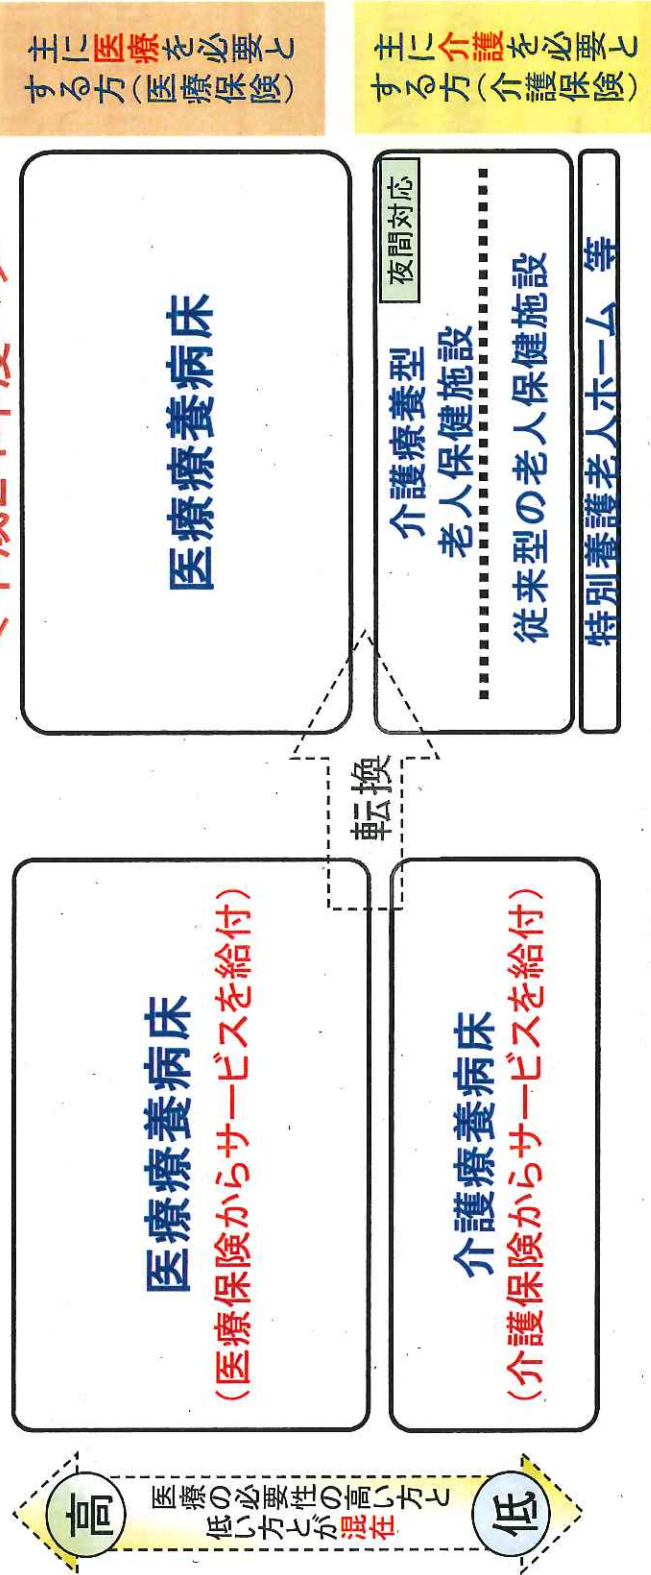 高
医療の必要性の高い方と
低い方とが混在
低
医療療養病床
（医療保険からサービスを給付）
介護療養病床
（介護保険からサービスを給付）
転換
医療療養病床
介護療養型
老人保健施設
夜間対応
従来型の老人保健施設
特別養護老人ホーム 等
主に医療を必要と
する方（医療保険）
主に介護を必要と
する方（介護保険）